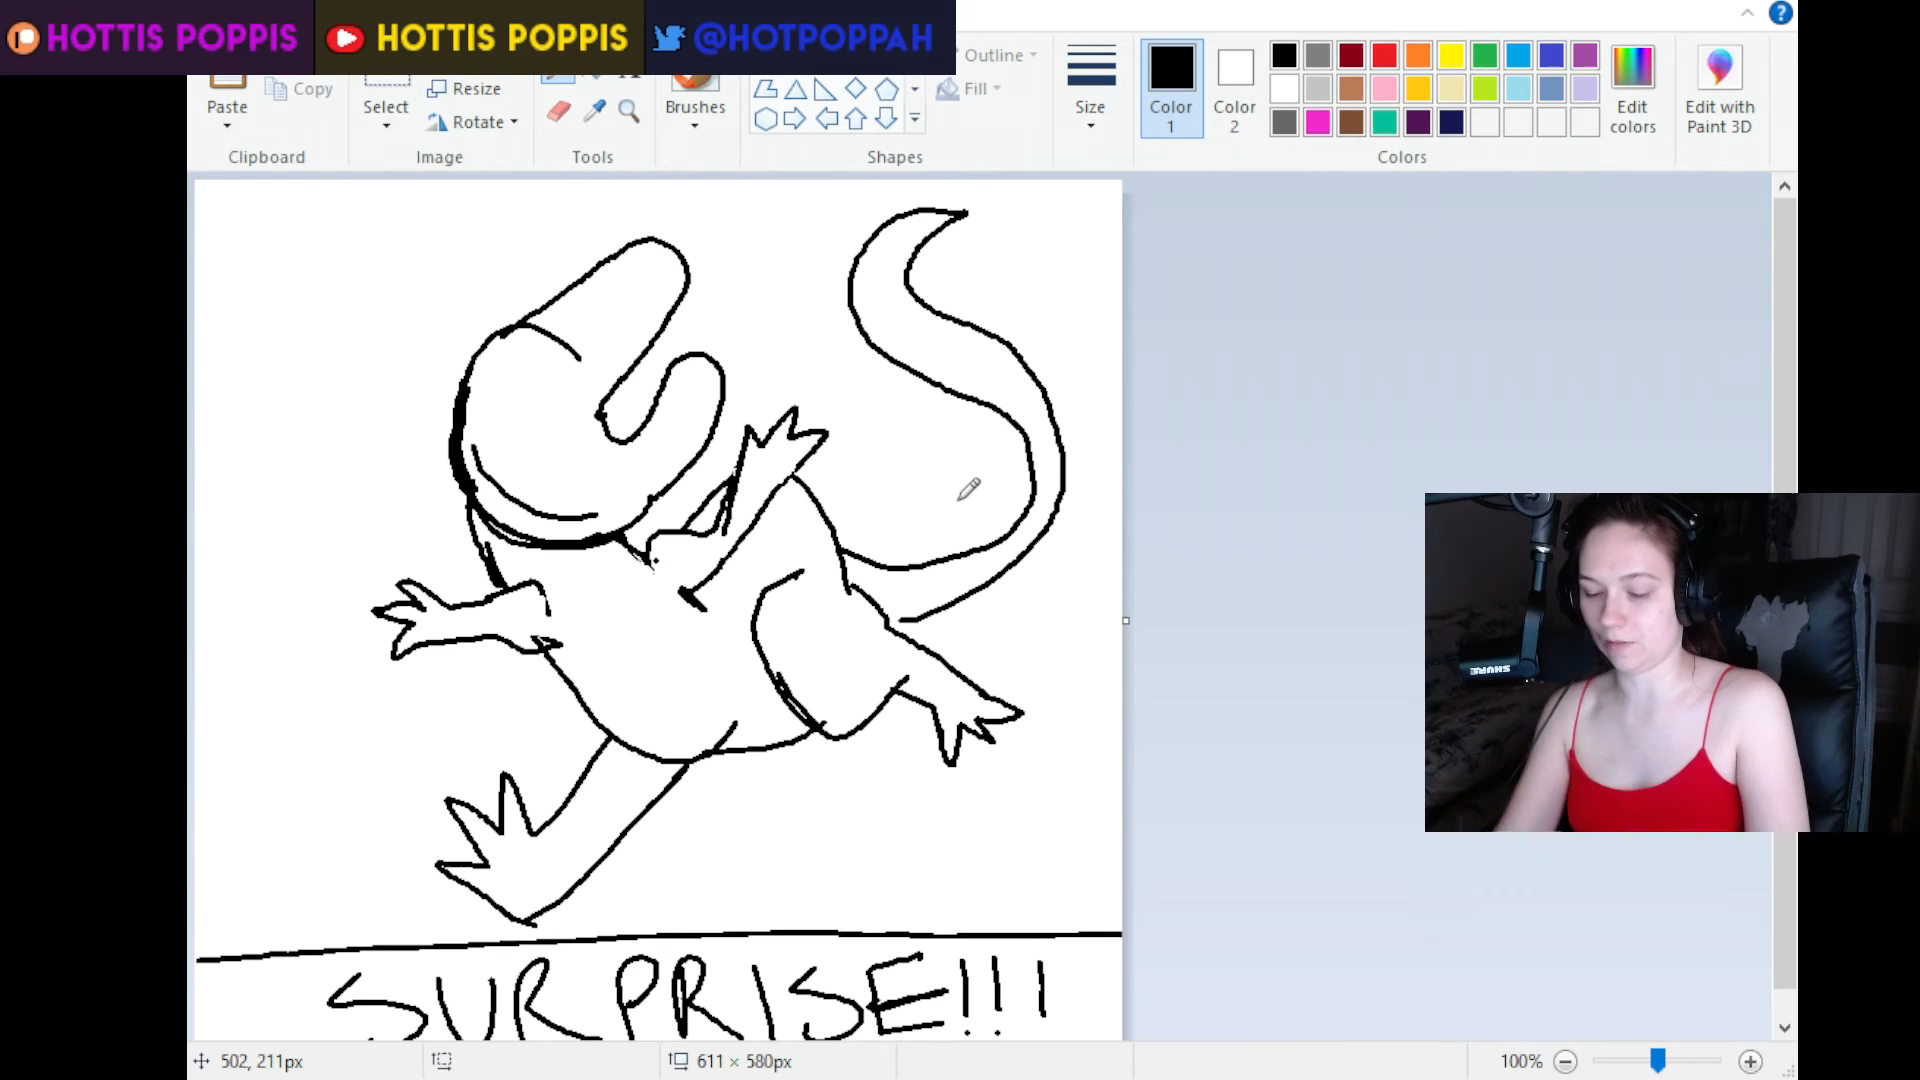 HOTTIS POPPIS HOTTIS POPPIS @HOTPOPPAH
Outline
Paste Copy Select Resize Rotate Brushes Fill Size Color 1 Color 2 Edit colors Edit with Paint 3D
Clipboard Image Tools Shapes Colors
SHURE
SURPRISE!!!
502, 211px 611 × 580px 100%